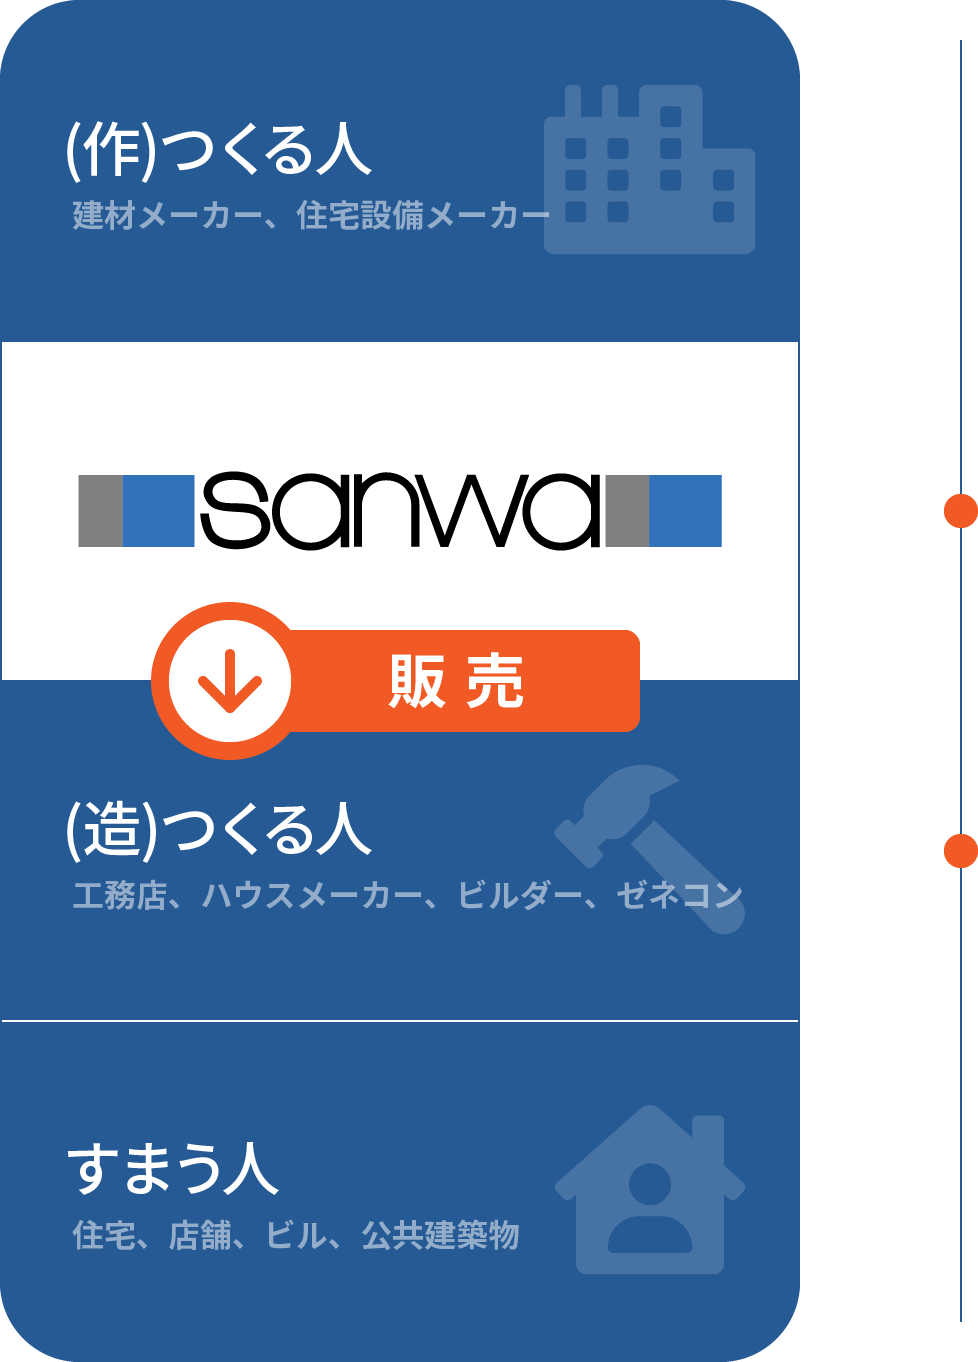 (作)つくる人
建材メーカー、住宅設備メーカー
sanwa
販売
(造)つくる人
工務店、ハウスメーカー、ビルダー、ゼネコン
すまう人
住宅、店舗、ビル、公共建築物